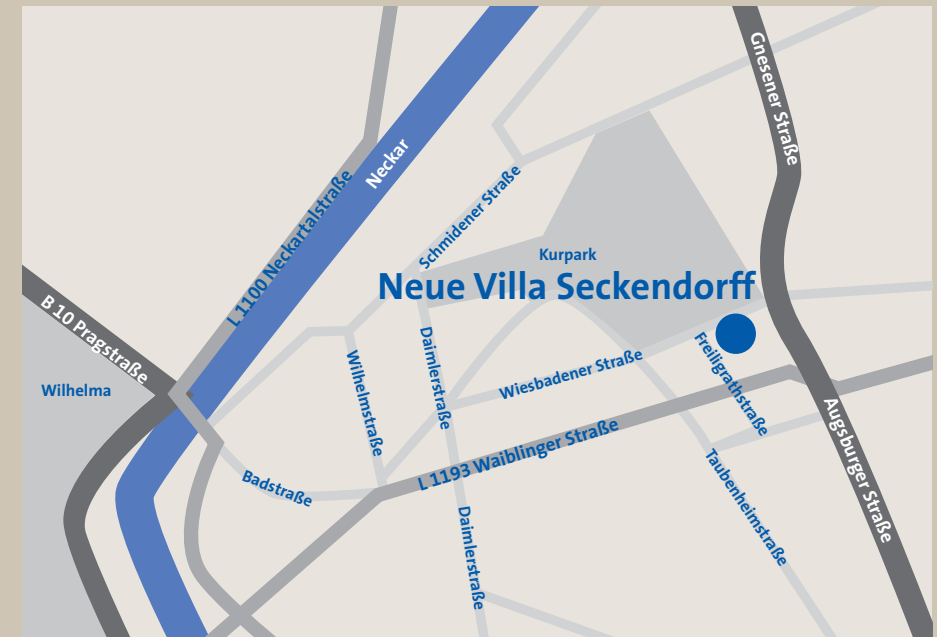 Gnesener Straße
Neckar
Schmidener Straße
L 1100 Neckartalstraße
Kurpark
Neue Villa Seckendorff
B 10 Pragstraße
Wilhelma
Wilhelmstraße
Daimlerstraße
Wiesbadener Straße
Freiligrathstraße
L 1193 Waiblinger Straße
Augsburger Straße
Badstraße
Taubenheimstraße
Daimlerstraße